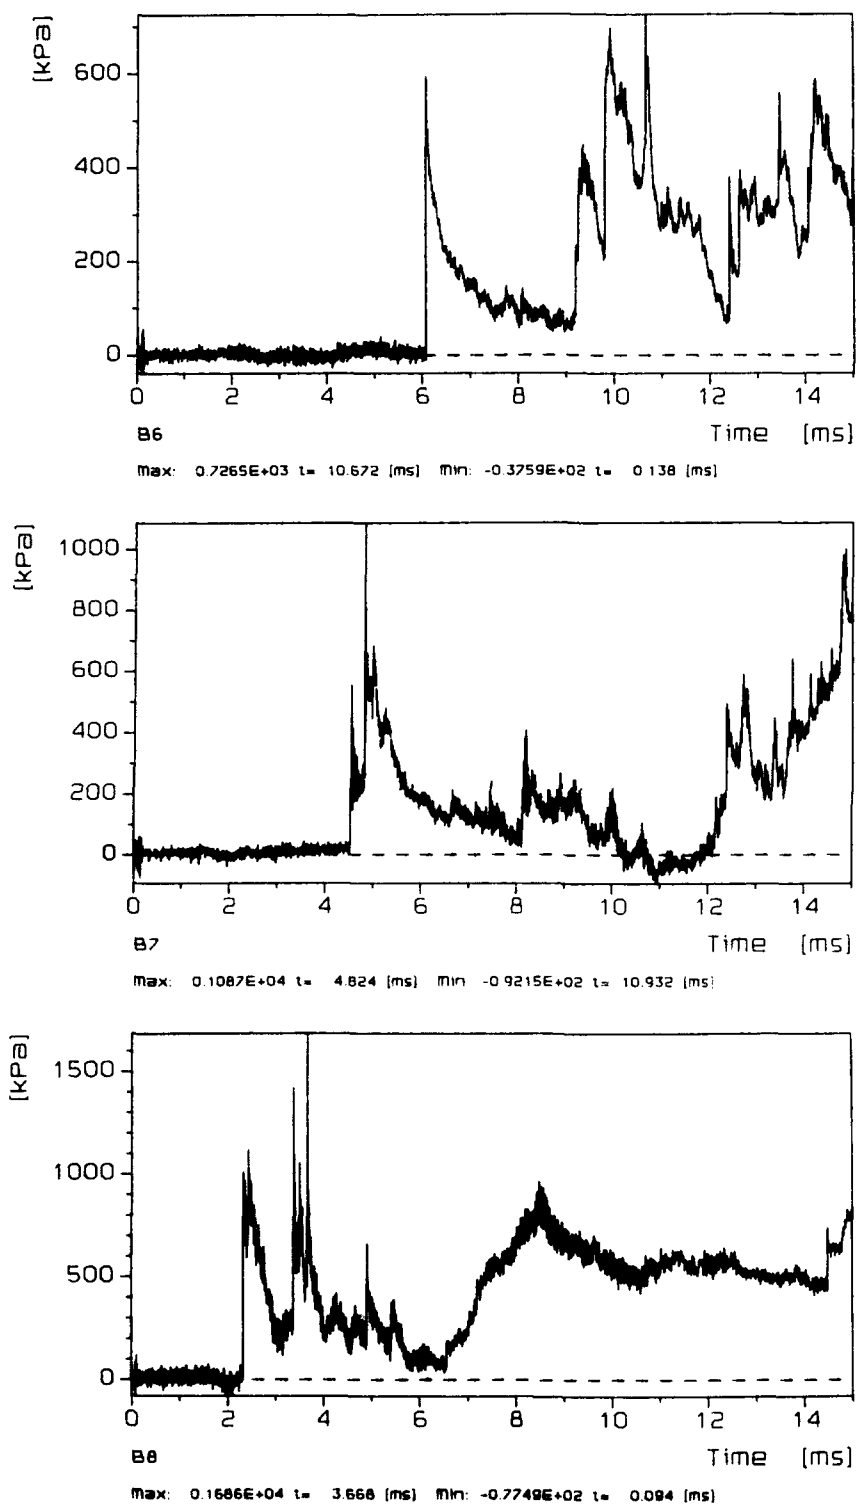 [kPa]
600
400
200
0
0 2 4 6 8 10 12 14
B6 Time [ms]
Max: 0.7265E+03 t= 10.672 [ms] Min: -0.3759E+02 t= 0.138 [ms]
[kPa]
1000
800
600
400
200
0
0 2 4 6 8 10 12 14
B7 Time [ms]
Max: 0.1087E+04 t= 4.824 [ms] Min -0.9215E+02 t= 10.932 [ms]
[kPa]
1500
1000
500
0
0 2 4 6 8 10 12 14
B8 Time [ms]
Max: 0.1686E+04 t= 3.668 [ms] Min: -0.7749E+02 t= 0.094 [ms]